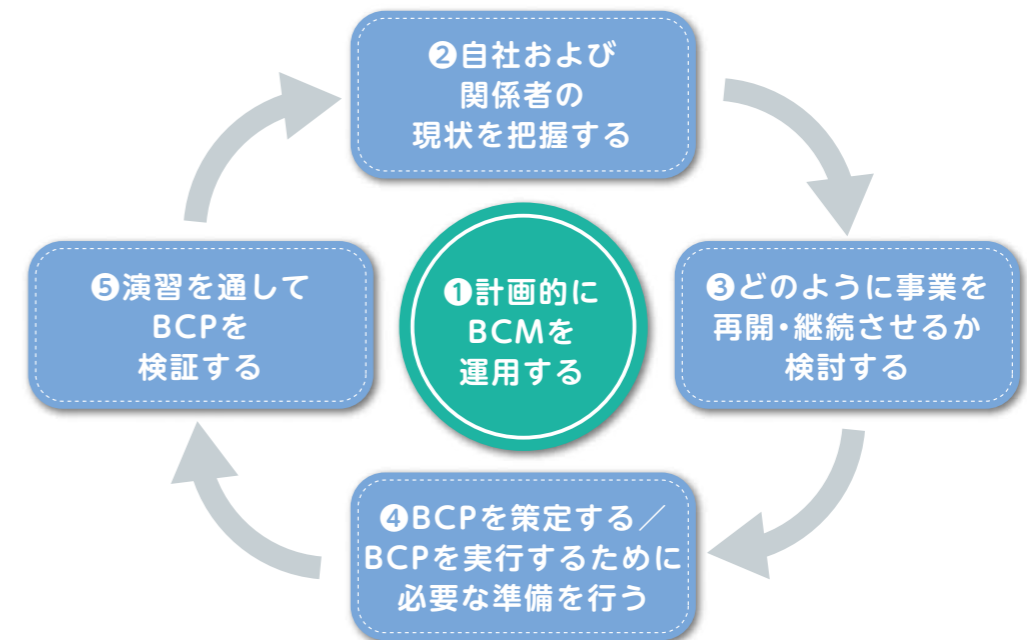 ❶計画的に
BCMを
運用する
❷自社および
関係者の
現状を把握する
❸どのように事業を
再開・継続させるか
検討する
❹BCPを策定する／
BCPを実行するために
必要な準備を行う
❺演習を通して
BCPを
検証する